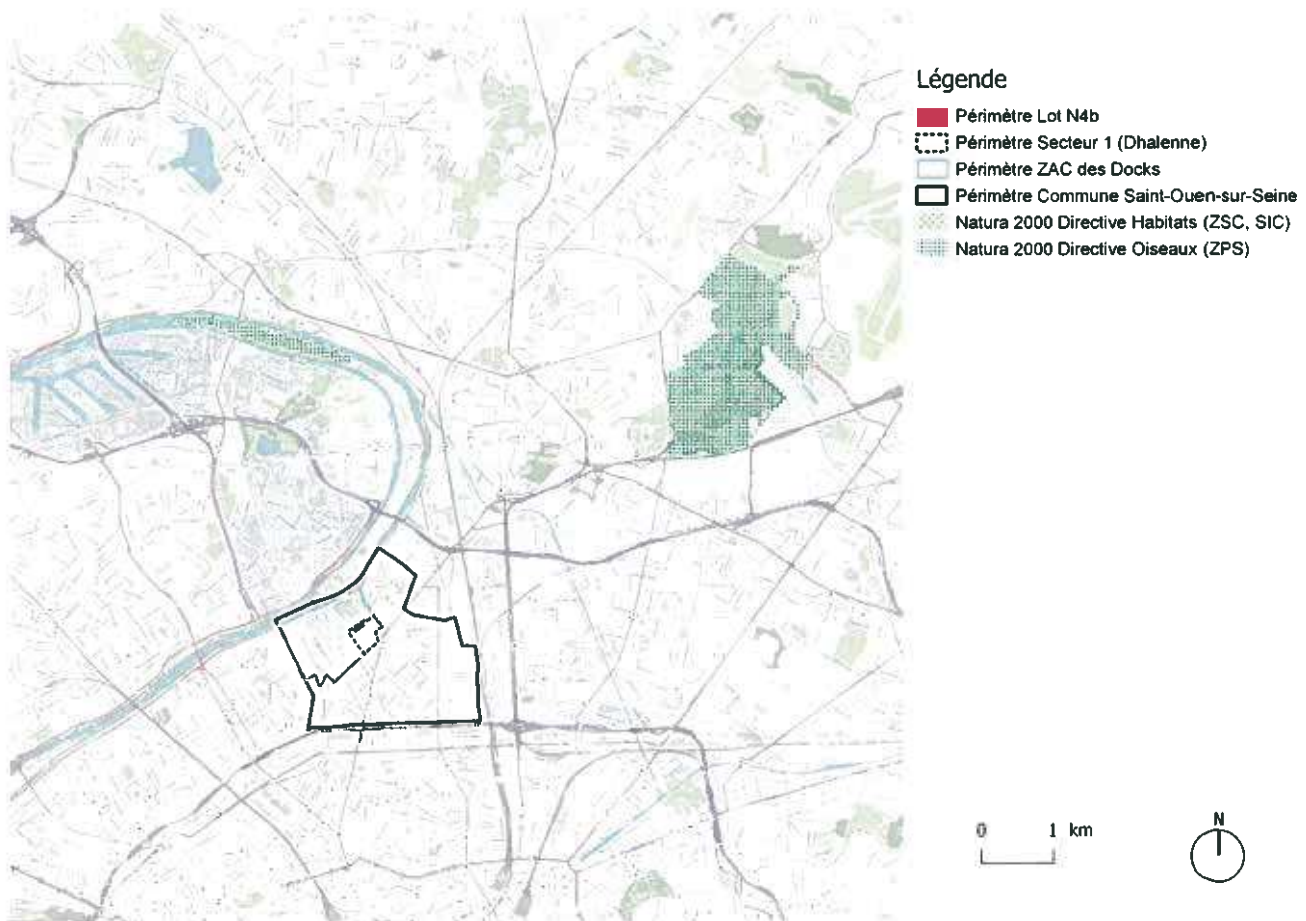 Légende
Périmètre Lot N4b
Périmètre Secteur 1 (Dhalenne)
Périmètre ZAC des Docks
Périmètre Commune Saint-Ouen-sur-Seine
Natura 2000 Directive Habitats (ZSC, SIC)
Natura 2000 Directive Oiseaux (ZPS)
0 1 km
N